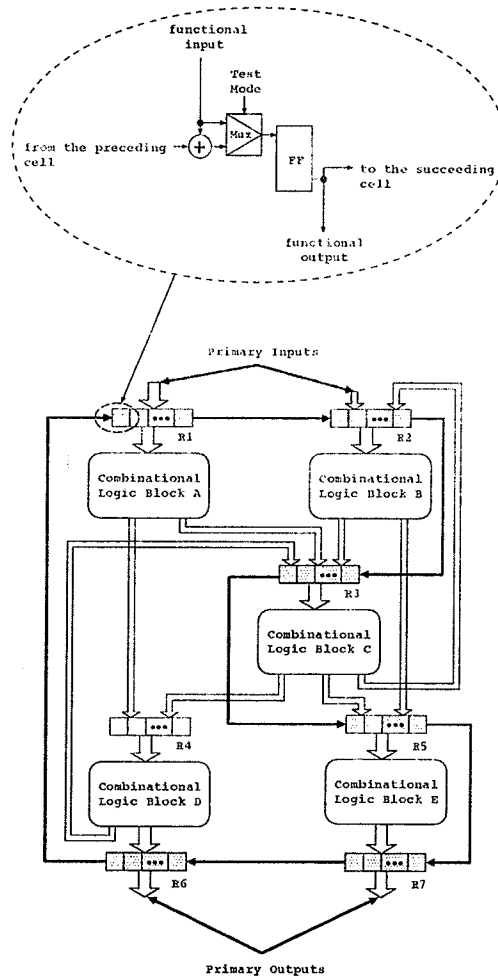 functional
input
Test
Mode
Mux
from the preceding
cell
+
FF
to the succeeding
cell
functional
output
Primary Inputs
R1
R2
Combinational
Logic Block A
Combinational
Logic Block B
R3
Combinational
Logic Block C
R4
R5
Combinational
Logic Block D
Combinational
Logic Block E
R6
R7
Primary Outputs